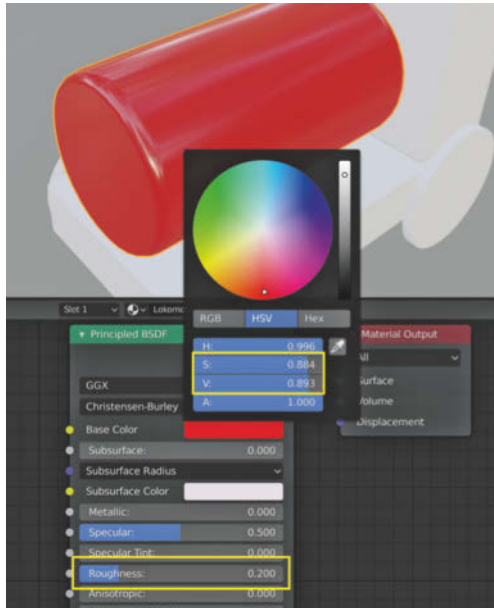 Slot 1
Lokomo
RGB HSV Hex
Principled BSDF
Material Output
H: 0.996
All
S: 0.884
GGX
Surface
V: 0.893
Christensen-Burley
Volume
A: 1.000
Displacement
Base Color
Subsurface: 0.000
Subsurface Radius
Subsurface Color
Metallic: 0.000
Specular: 0.500
Specular Tint: 0.000
Roughness: 0.200
Anisotropic: 0.000